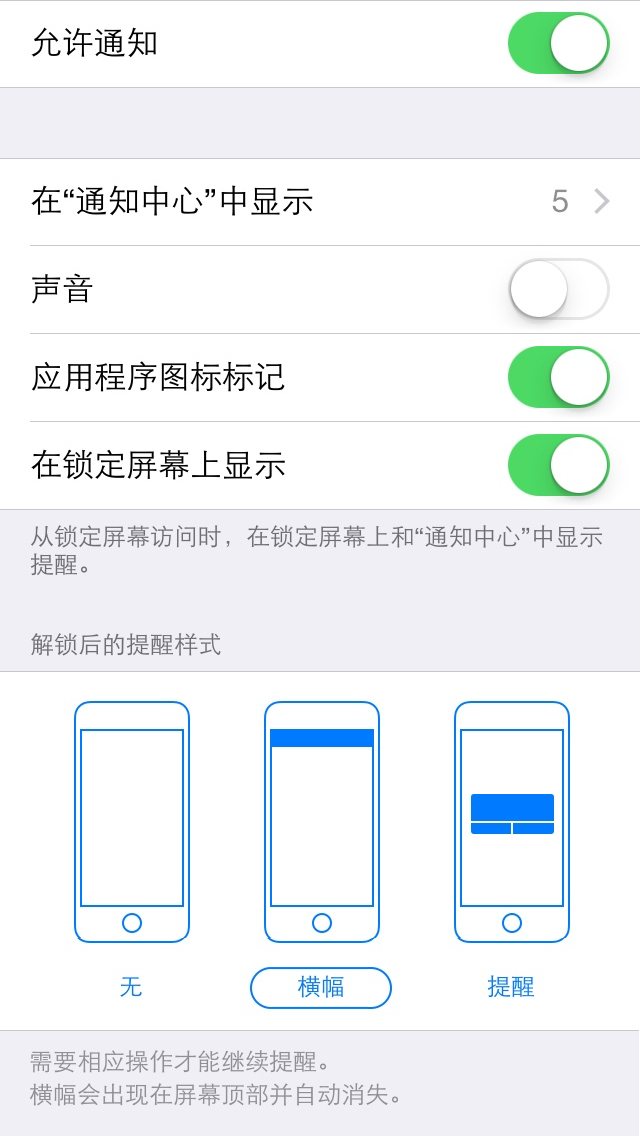 允许通知
在“通知中心”中显示 5
声音
应用程序图标标记
在锁定屏幕上显示
从锁定屏幕访问时，在锁定屏幕上和“通知中心”中显示
提醒。
解锁后的提醒样式
无 横幅 提醒
需要相应操作才能继续提醒。
横幅会出现在屏幕顶部并自动消失。